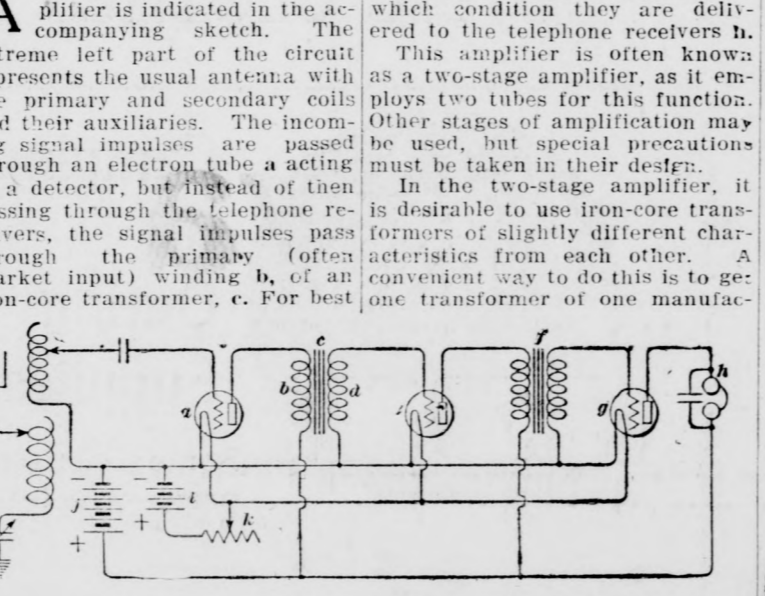 A plifier is indicated in the ac-
companying sketch. The
treme left part of the circuit
presents the usual antenna with
primary and secondary coils
d their auxiliaries. The incom-
g signal impulses are passed
rough an electron tube a acting
a detector, but instead of then
ssing through the telephone re-
vers, the signal impulses pass
rough the primary (often
arket input) winding b, of an
on-core transformer, c. For best
which condition they are deliv-
ered to the telephone receivers h.
This amplifier is often known
as a two-stage amplifier, as it em-
ploys two tubes for this function.
Other stages of amplification may
be used, but special precautions
must be taken in their design.
In the two-stage amplifier, it
is desirable to use iron-core trans-
formers of slightly different char-
acteristics from each other. A
convenient way to do this is to get
one transformer of one manufac-
c
f
h
b
d
a
g
- -
j
i
+
k
+